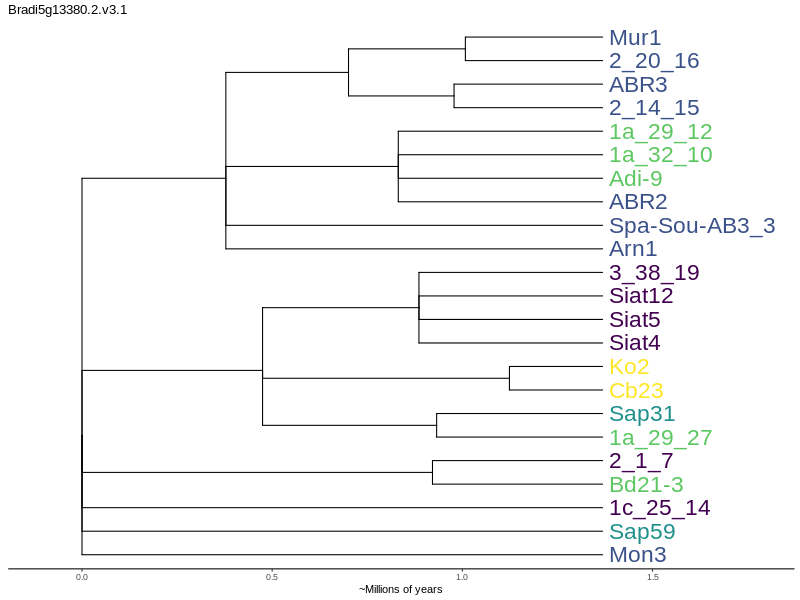 Bradi5g13380.2.v3.1
Mur1
2_20_16
ABR3
2_14_15
1a_29_12
1a_32_10
Adi-9
ABR2
Spa-Sou-AB3_3
Arn1
3_38_19
Siat12
Siat5
Siat4
Ko2
Cb23
Sap31
1a_29_27
2_1_7
Bd21-3
1c_25_14
Sap59
Mon3
0.0 0.5 1.0 1.5
~Millions of years